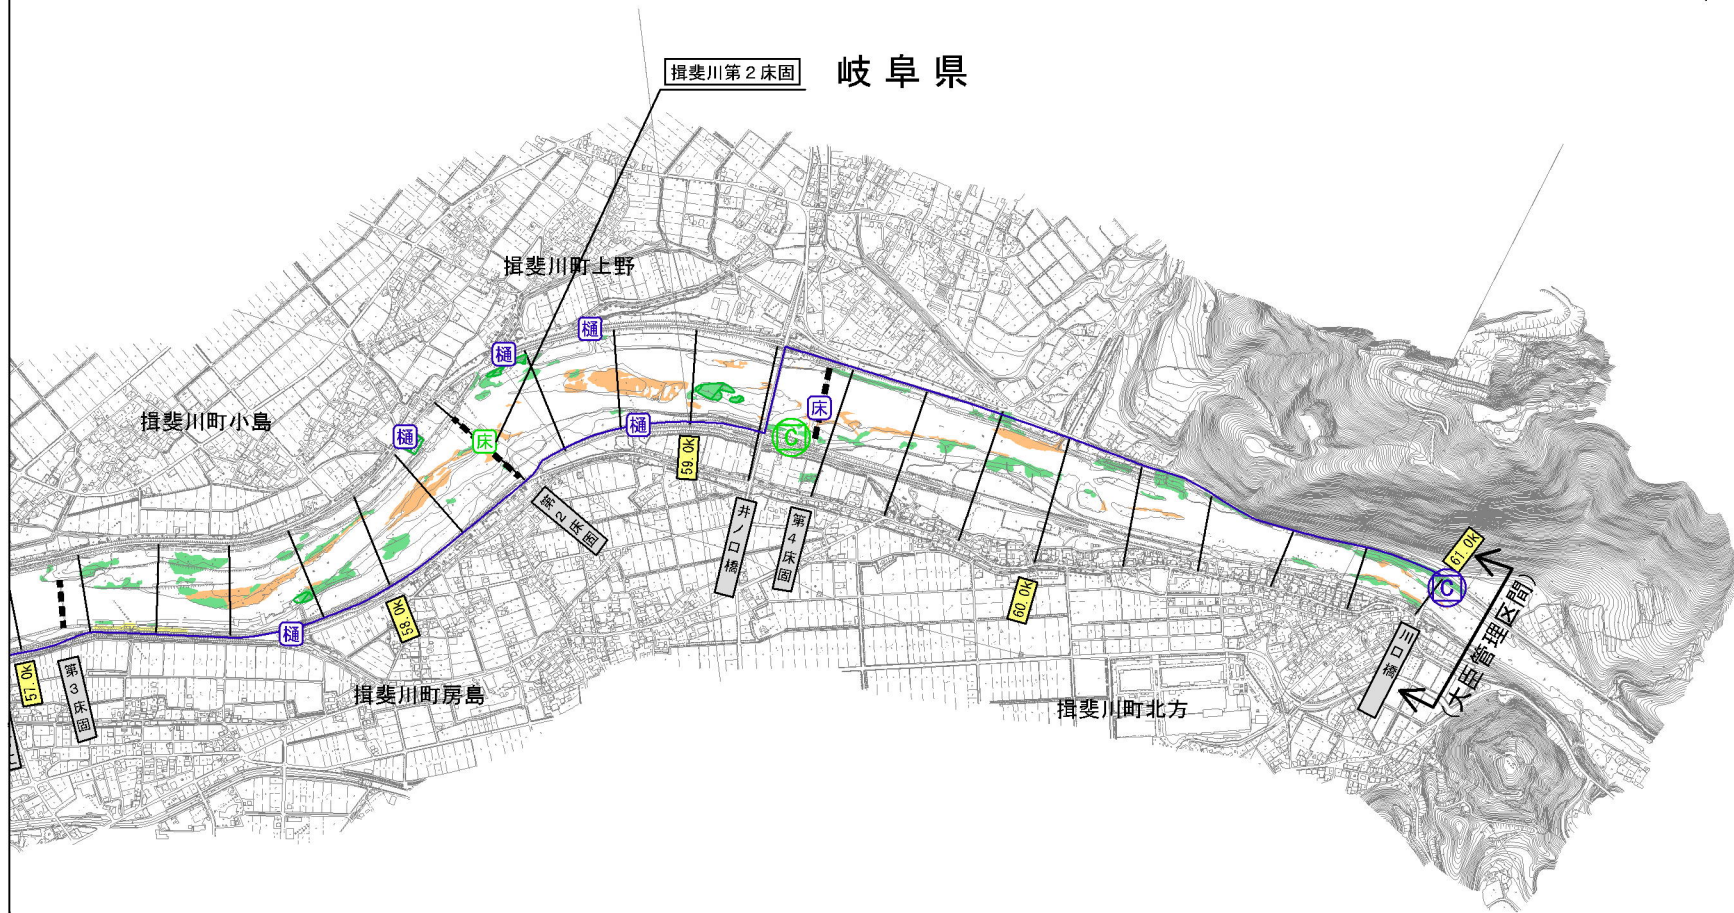 揖斐川第2床固
岐阜県
揖斐川町上野
樋
樋
揖斐川町小島
樋
床
樋
59.0K
床
C
第2床固
井ノ口橋
第4床固
61.0K
C
(大臣管理区間)
60.0K
58.0K
樋
川口橋
57.0K
第3床固
揖斐川町房島
揖斐川町北方